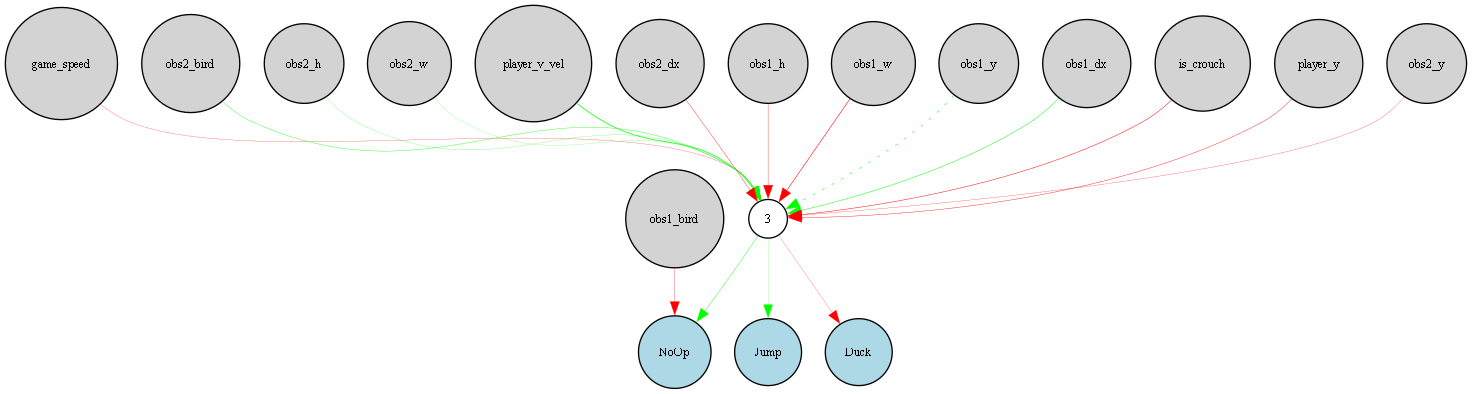 game_speed
obs2_bird
obs2_h
obs2_w
player_v_vel
obs2_dx
obs1_h
obs1_w
obs1_y
obs1_dx
is_crouch
player_y
obs2_y
obs1_bird
3
NoOp
Jump
Duck